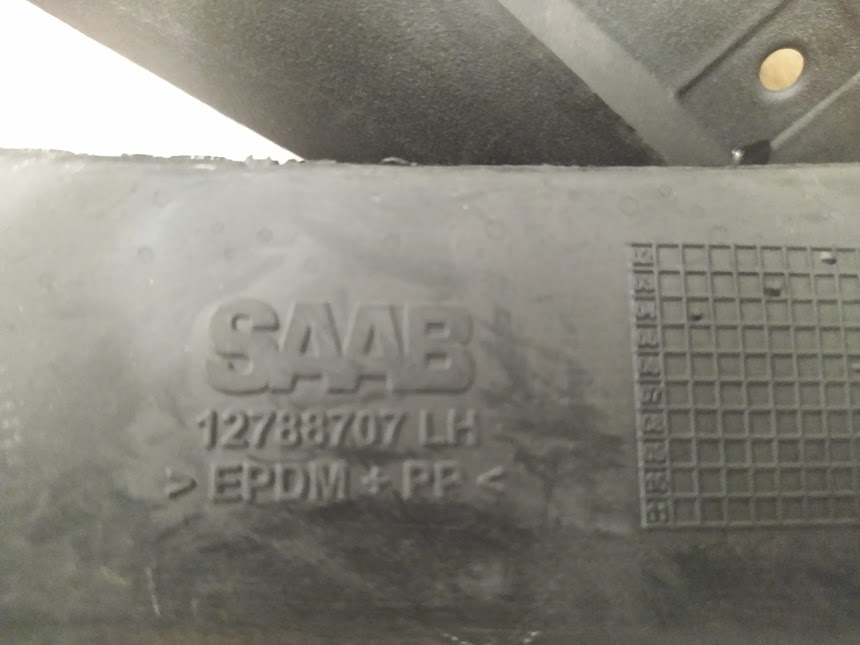 SAAB
12788707 LH
> EPDM + PP <